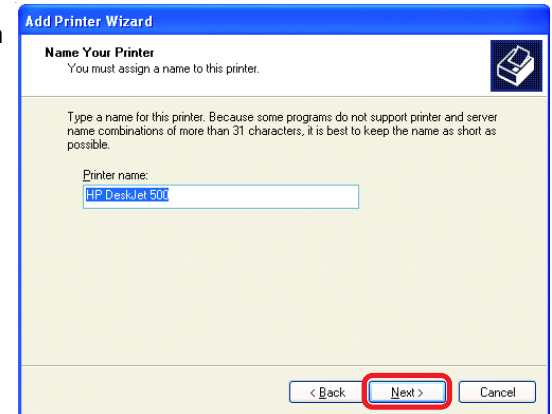 Add Printer Wizard
Name Your Printer
You must assign a name to this printer.
Type a name for this printer. Because some programs do not support printer and server
name combinations of more than 31 characters, it is best to keep the name as short as
possible.
Printer name:
HP DeskJet 500
< Back
Next >
Cancel